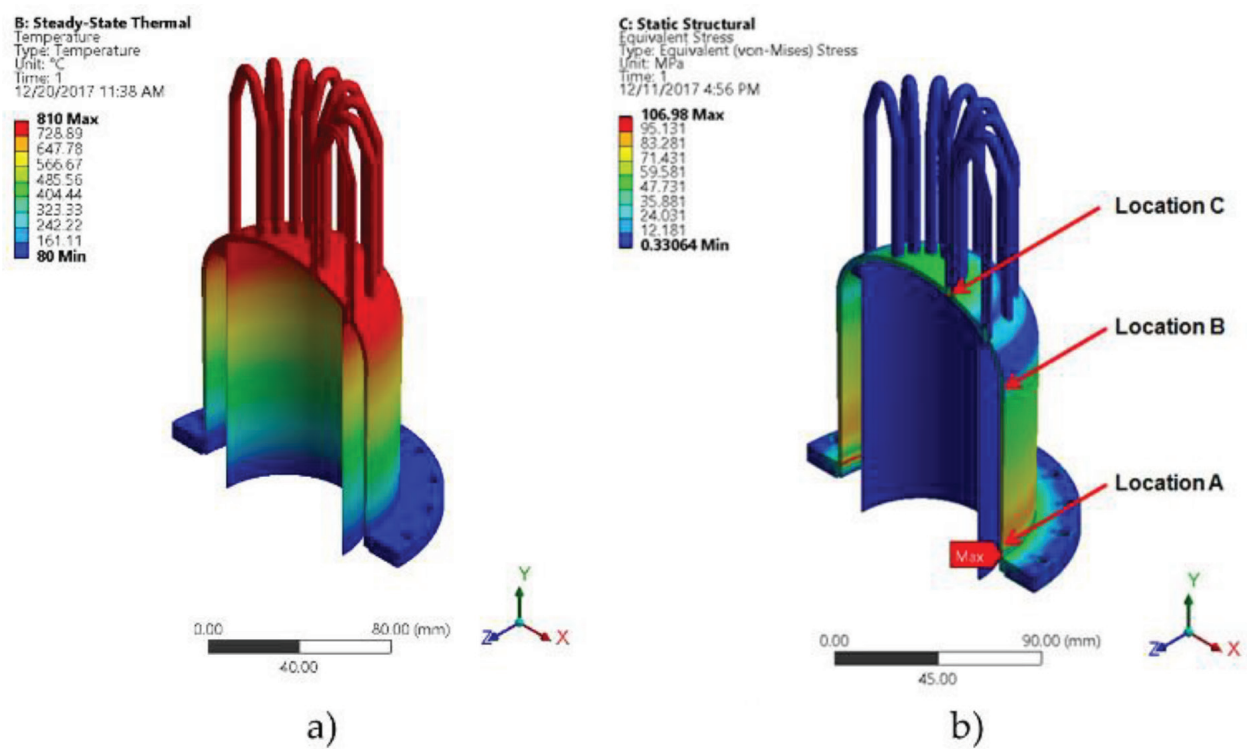 B: Steady-State Thermal
Temperature
Type: Temperature
Unit: °C
Time: 1
12/20/2017 11:38 AM
810 Max
728.89
647.78
566.67
485.56
404.44
323.33
242.22
161.11
80 Min
0.00
80.00 (mm)
40.00
Y
Z
X
a)
C: Static Structural
Equivalent Stress
Type: Equivalent (von-Mises) Stress
Unit: MPa
Time: 1
12/11/2017 4:56 PM
106.98 Max
95.131
83.281
71.431
59.581
47.731
35.881
24.031
12.181
0.33064 Min
Location C
Location B
Location A
Max
0.00
90.00 (mm)
45.00
Y
Z
X
b)